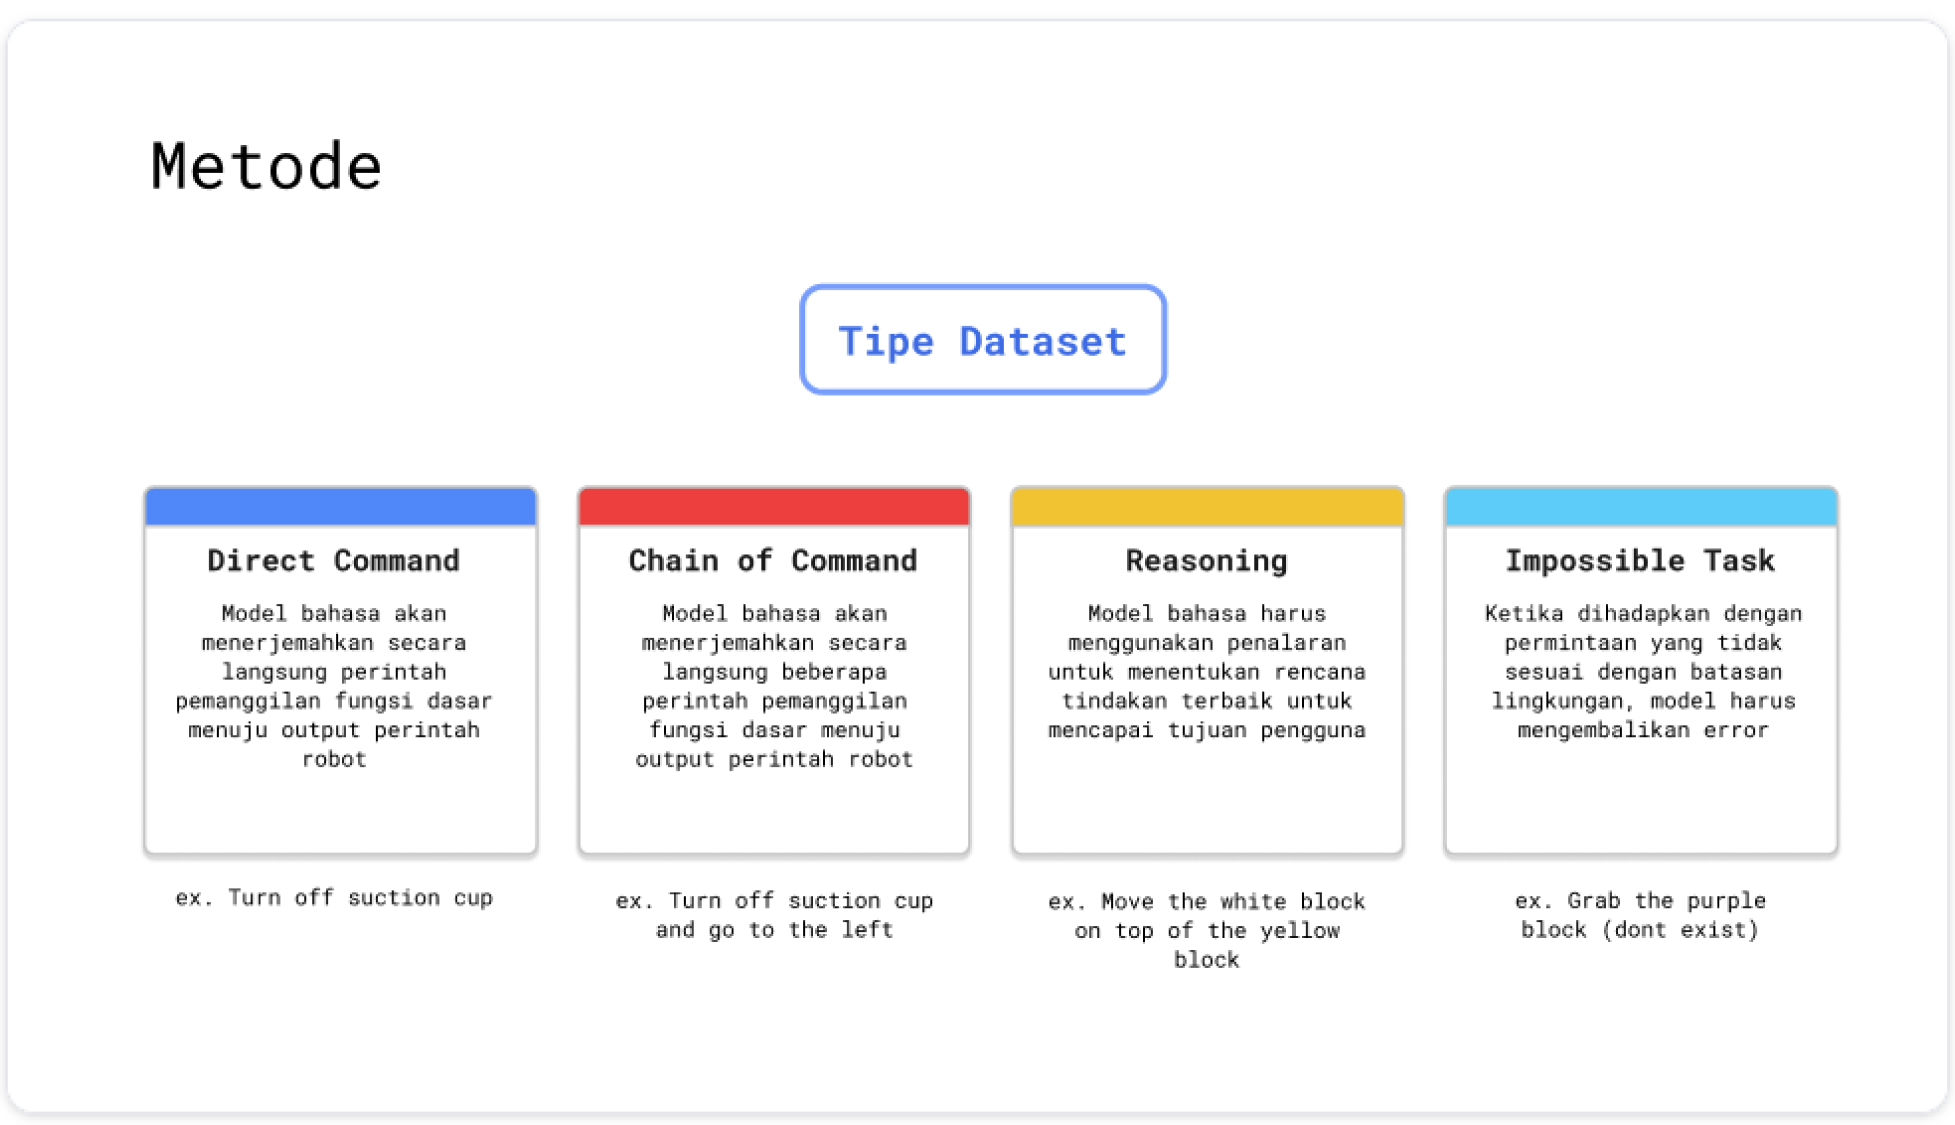 Metode
Tipe Dataset
Direct Command
Model bahasa akan
menerjemahkan secara
langsung perintah
pemanggilan fungsi dasar
menuju output perintah
robot
ex. Turn off suction cup
Chain of Command
Model bahasa akan
menerjemahkan secara
langsung beberapa
perintah pemanggilan
fungsi dasar menuju
output perintah robot
ex. Turn off suction cup
and go to the left
Reasoning
Model bahasa harus
menggunakan penalaran
untuk menentukan rencana
tindakan terbaik untuk
mencapai tujuan pengguna
ex. Move the white block
on top of the yellow
block
Impossible Task
Ketika dihadapkan dengan
permintaan yang tidak
sesuai dengan batasan
lingkungan, model harus
mengembalikan error
ex. Grab the purple
block (dont exist)